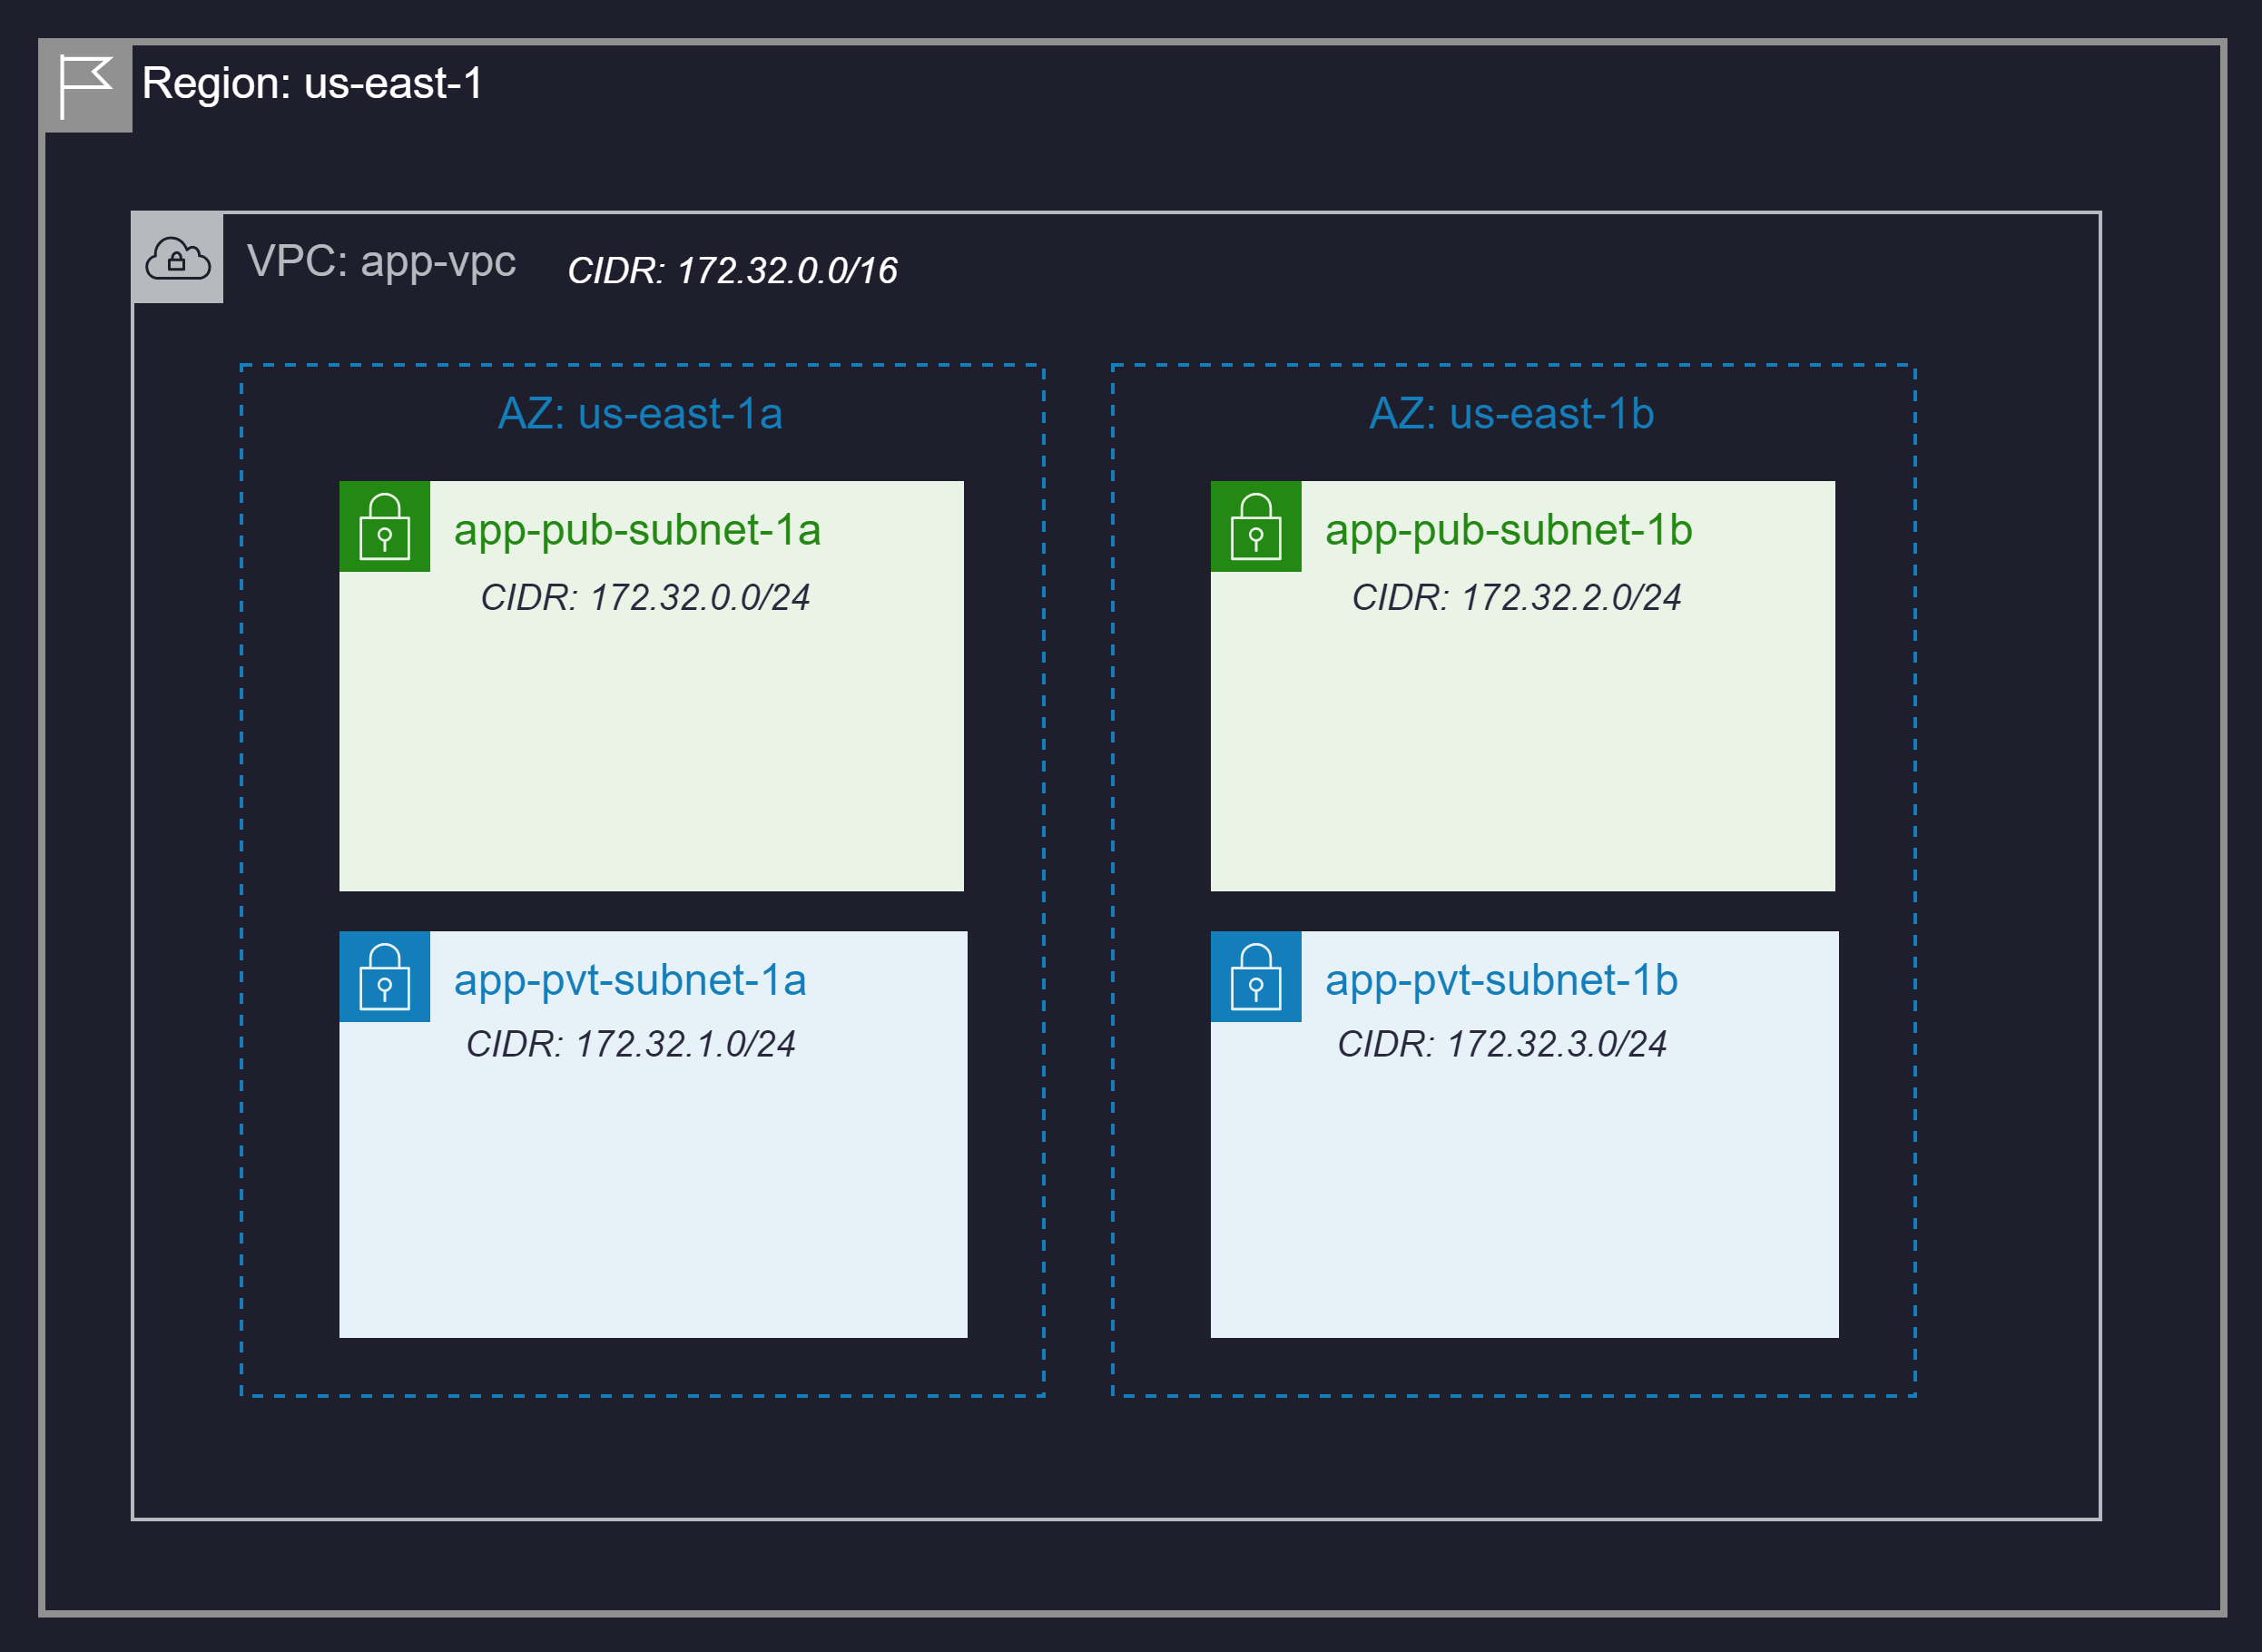 Region: us-east-1
VPC: app-vpc
CIDR: 172.32.0.0/16
AZ: us-east-1a
app-pub-subnet-1a
CIDR: 172.32.0.0/24
app-pvt-subnet-1a
CIDR: 172.32.1.0/24
AZ: us-east-1b
app-pub-subnet-1b
CIDR: 172.32.2.0/24
app-pvt-subnet-1b
CIDR: 172.32.3.0/24